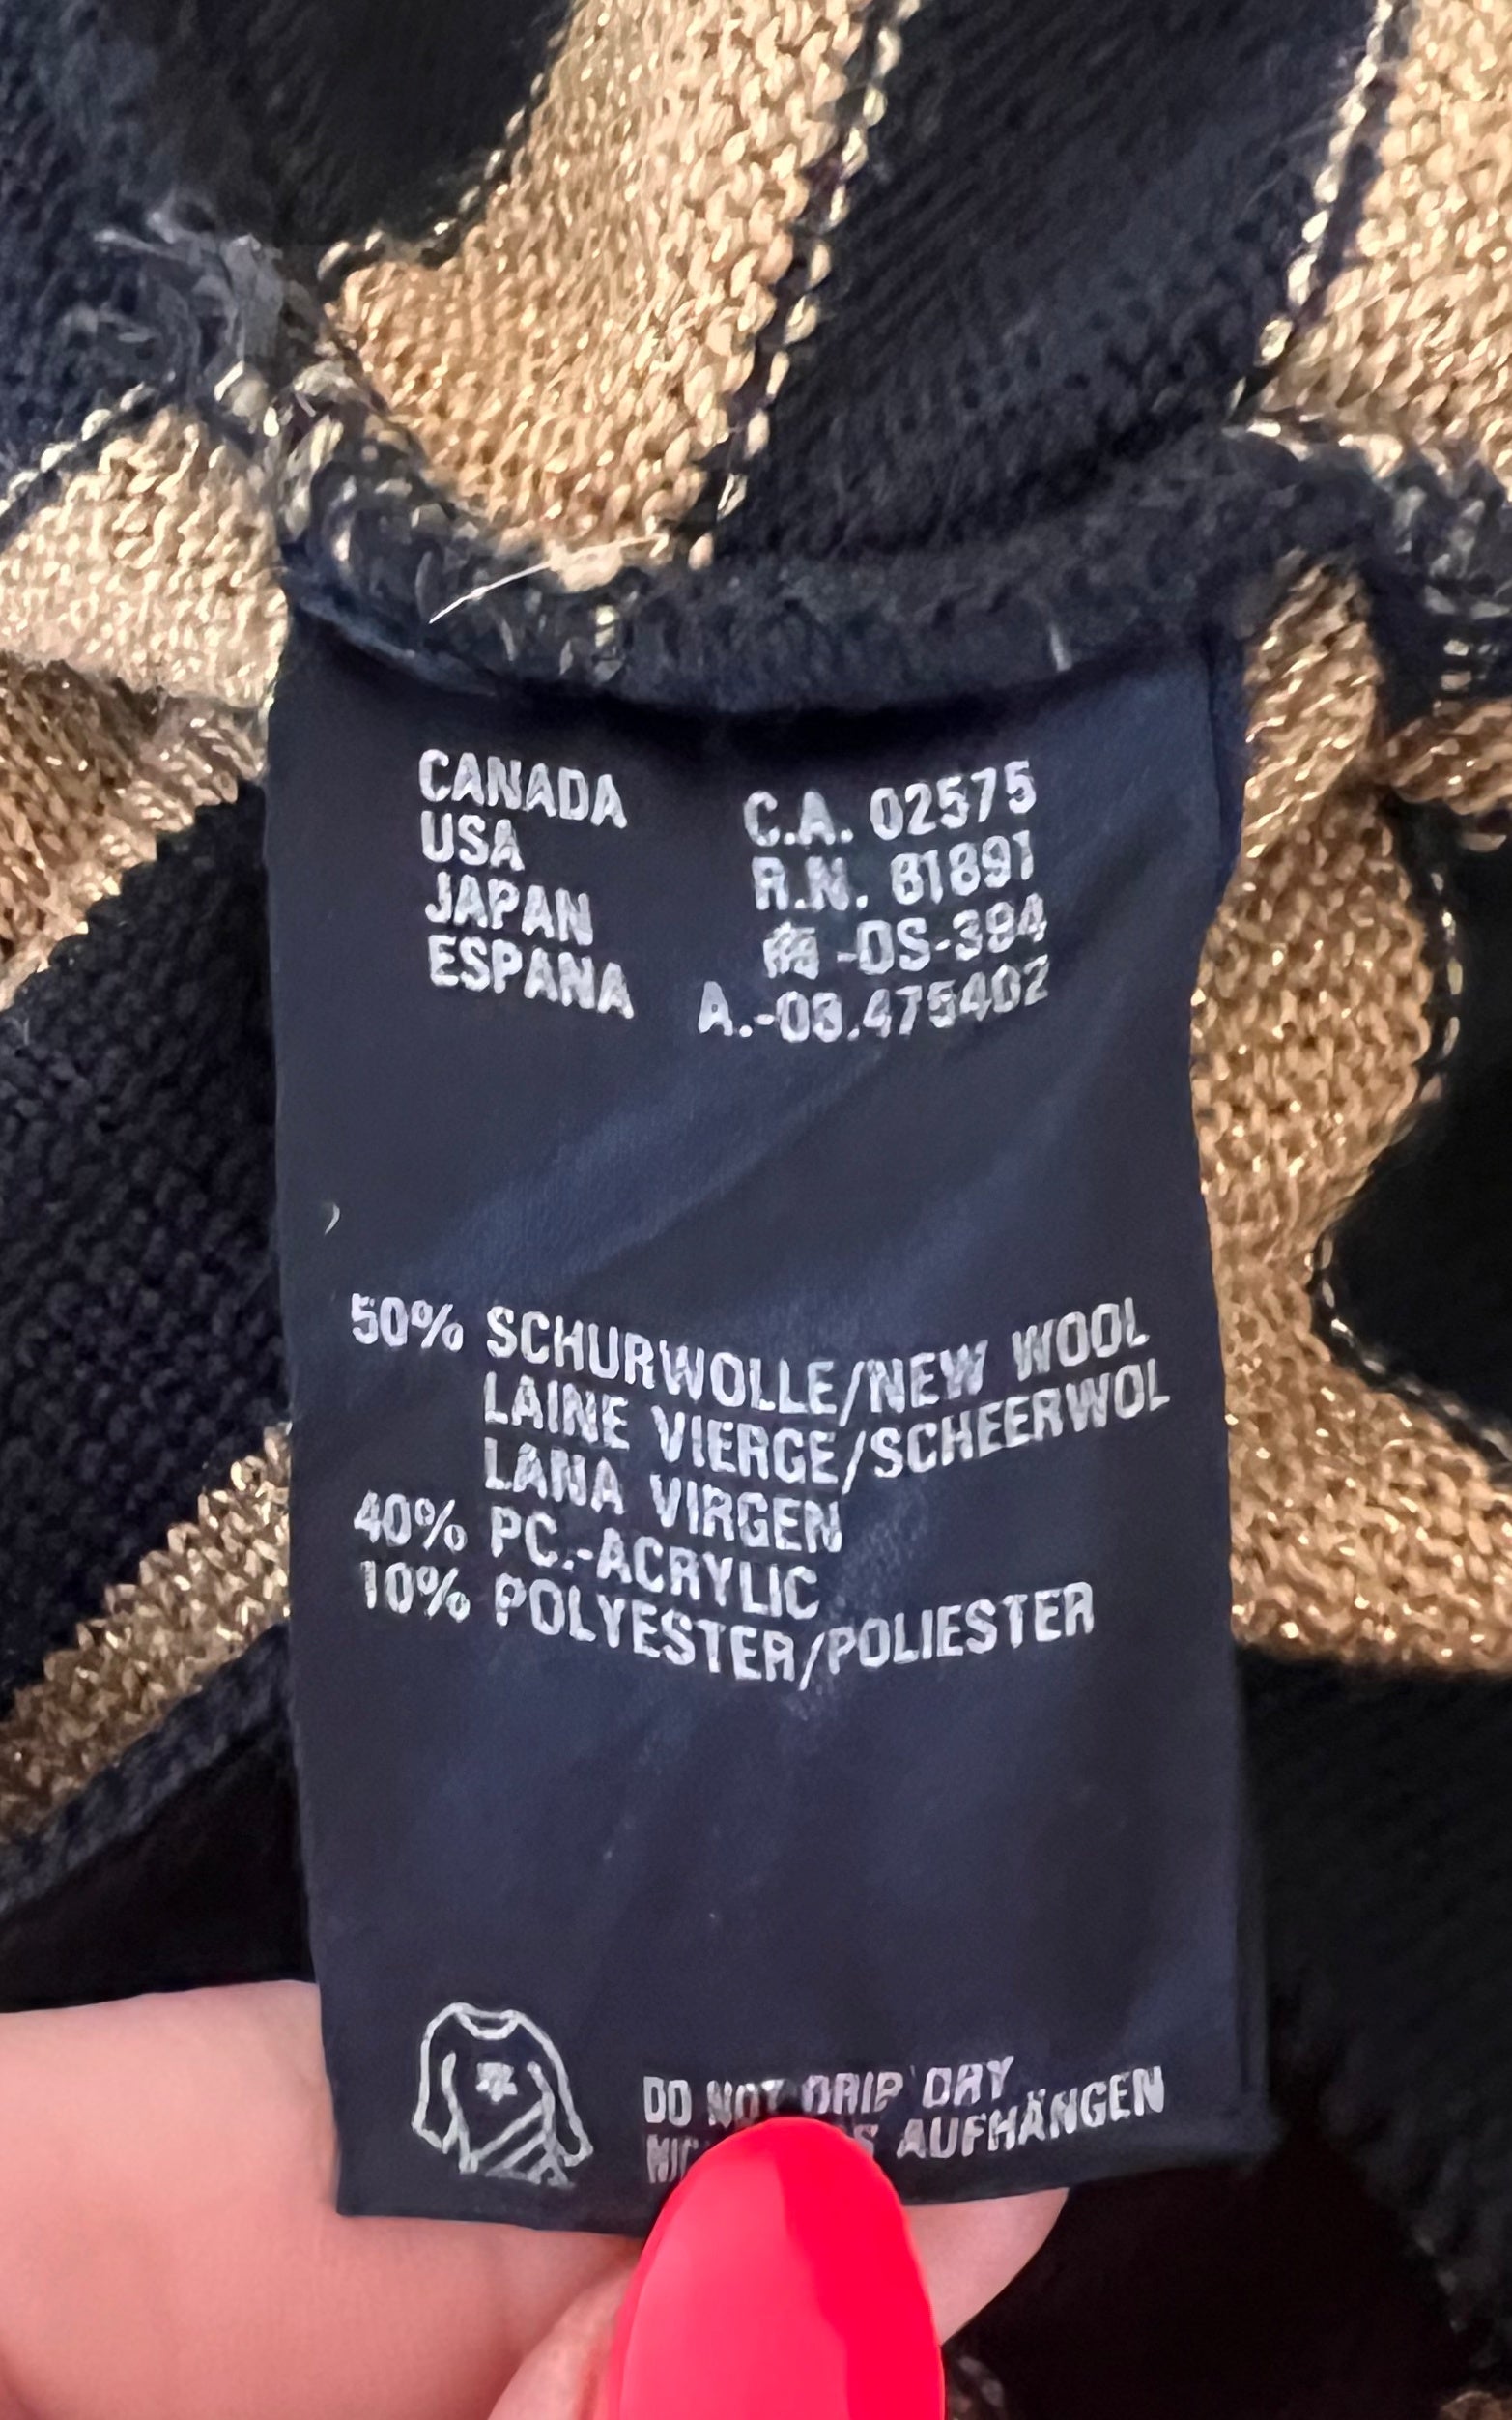 CANADA C.A. 02575
USA R.N. 81891
JAPAN -OS-394
ESPANA A.-08.475402
50% SCHURWOLLE/NEW WOOL
LAINE VIERGE/SCHEERWOL
LANA VIRGEN
40% PC.-ACRYLIC
10% POLYESTER/POLIESTER
DO NOT DRIP DRY
AUFHÄNGEN